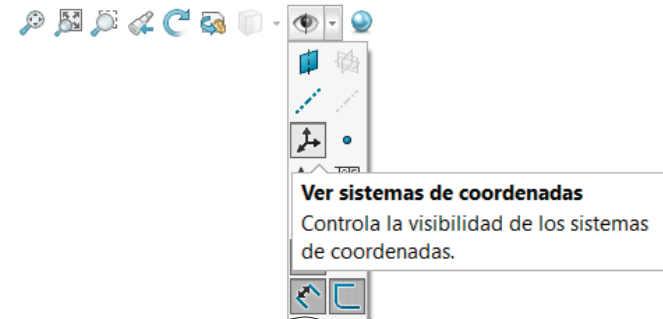 Ver sistemas de coordenadas
Controla la visibilidad de los sistemas
de coordenadas.